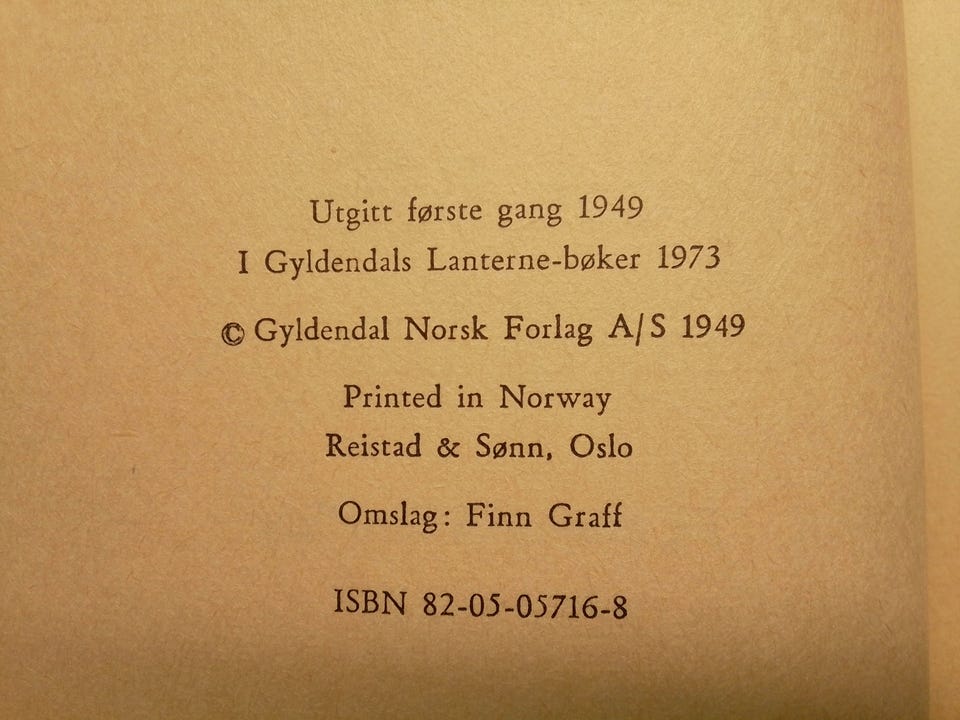 Utgitt første gang 1949
I Gyldendals Lanterne-bøker 1973
© Gyldendal Norsk Forlag A/S 1949
Printed in Norway
Reistad & Sønn, Oslo
Omslag: Finn Graff
ISBN 82-05-05716-8